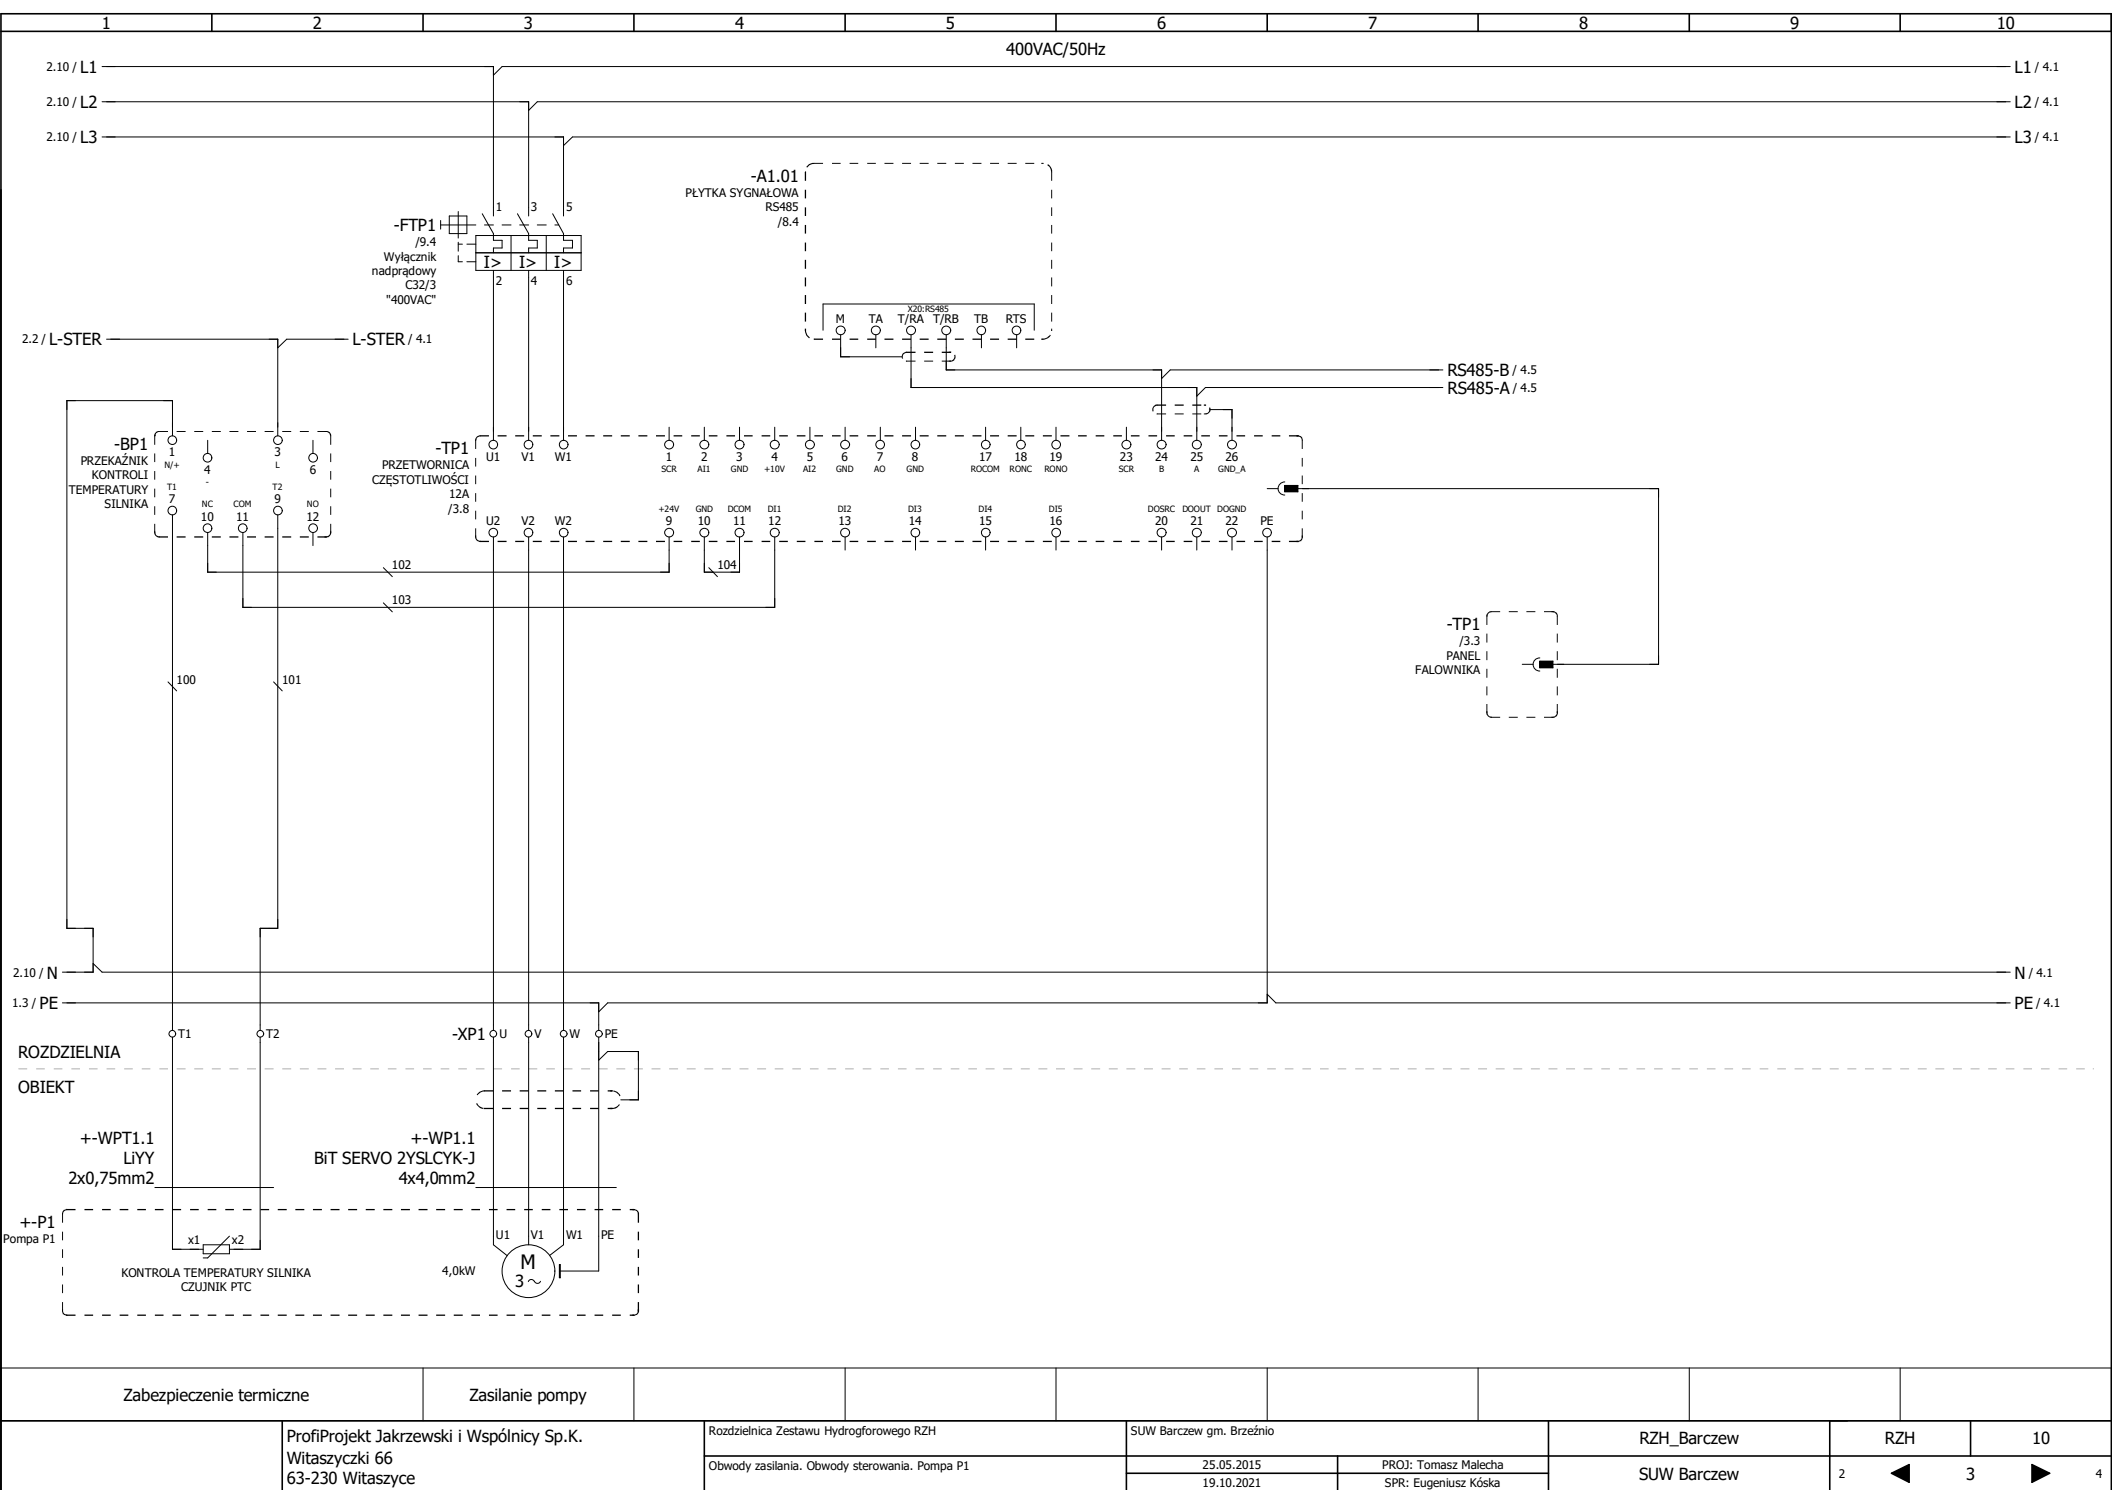 1 2 3 4 5 6 7 8 9 10
400VAC/50Hz
2.10 / L1
L1 / 4.1
2.10 / L2
L2 / 4.1
2.10 / L3
L3 / 4.1
-A1.01
PŁYTKA SYGNAŁOWA
RS485
/8.4
1 3 5
-FTP1
/9.4
Wyłącznik
nadprądowy
C32/3
"400VAC"
I> I> I>
2 4 6
X20:RS485
M TA T/RA T/RB TB RTS
2.2 / L-STER
L-STER / 4.1
RS485-B / 4.5
RS485-A / 4.5
-BP1
PRZEKAŹNIK
KONTROLI
TEMPERATURY
SILNIKA
1 N/+
4 -
3 L
6
T1 7
NC 10
COM 11
T2 9
NO 12
-TP1
PRZETWORNICA
CZĘSTOTLIWOŚCI
12A
/3.8
U1 V1 W1
1 2 3 4 5 6 7 8 17 18 19 23 24 25 26
SCR AI1 GND +10V AI2 GND AO GND ROCOM RONC RONO SCR B A GND_A
U2 V2 W2
+24V GND DCOM DI1 DI2 DI3 DI4 DI5 DOSRC DOOUT DOGND
9 10 11 12 13 14 15 16 20 21 22 PE
102
104
103
-TP1
/3.3
PANEL
FALOWNIKA
100
101
2.10 / N
N / 4.1
1.3 / PE
PE / 4.1
T1
T2
-XP1 U V W PE
ROZDZIELNIA
OBIEKT
+-WPT1.1
LiYY
2x0,75mm2
+-WP1.1
BiT SERVO 2YSLCYK-J
4x4,0mm2
+-P1
Pompa P1
x1 x2
KONTROLA TEMPERATURY SILNIKA
CZUJNIK PTC
U1 V1 W1 PE
4,0kW
M
3~
Zabezpieczenie termiczne
Zasilanie pompy
ProfiProjekt Jakrzewski i Wspólnicy Sp.K.
Witaszyczki 66
63-230 Witaszyce
Rozdzielnica Zestawu Hydrogforowego RZH
Obwody zasilania. Obwody sterowania. Pompa P1
SUW Barczew gm. Brzeźnio
25.05.2015
PROJ: Tomasz Malecha
19.10.2021
SPR: Eugeniusz Kóska
RZH_Barczew
SUW Barczew
RZH
10
2 3 4